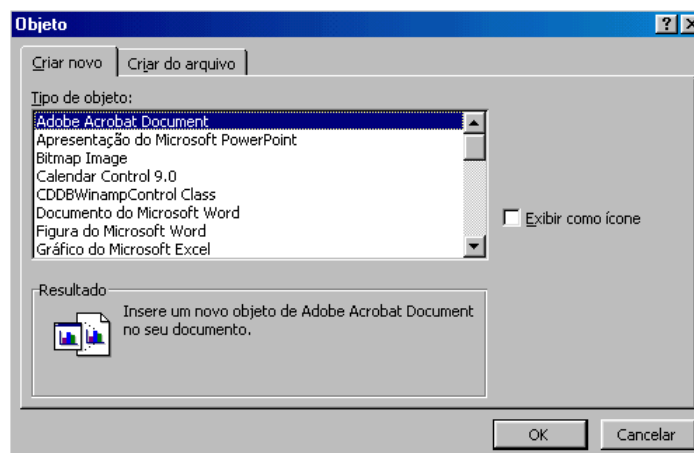 Objeto
Criar novo
Criar do arquivo
Tipo de objeto:
Adobe Acrobat Document
Apresentação do Microsoft PowerPoint
Bitmap Image
Calendar Control 9.0
CDDBWinampControl Class
Documento do Microsoft Word
Figura do Microsoft Word
Gráfico do Microsoft Excel
Exibir como ícone
Resultado
Insere um novo objeto de Adobe Acrobat Document
no seu documento.
OK
Cancelar